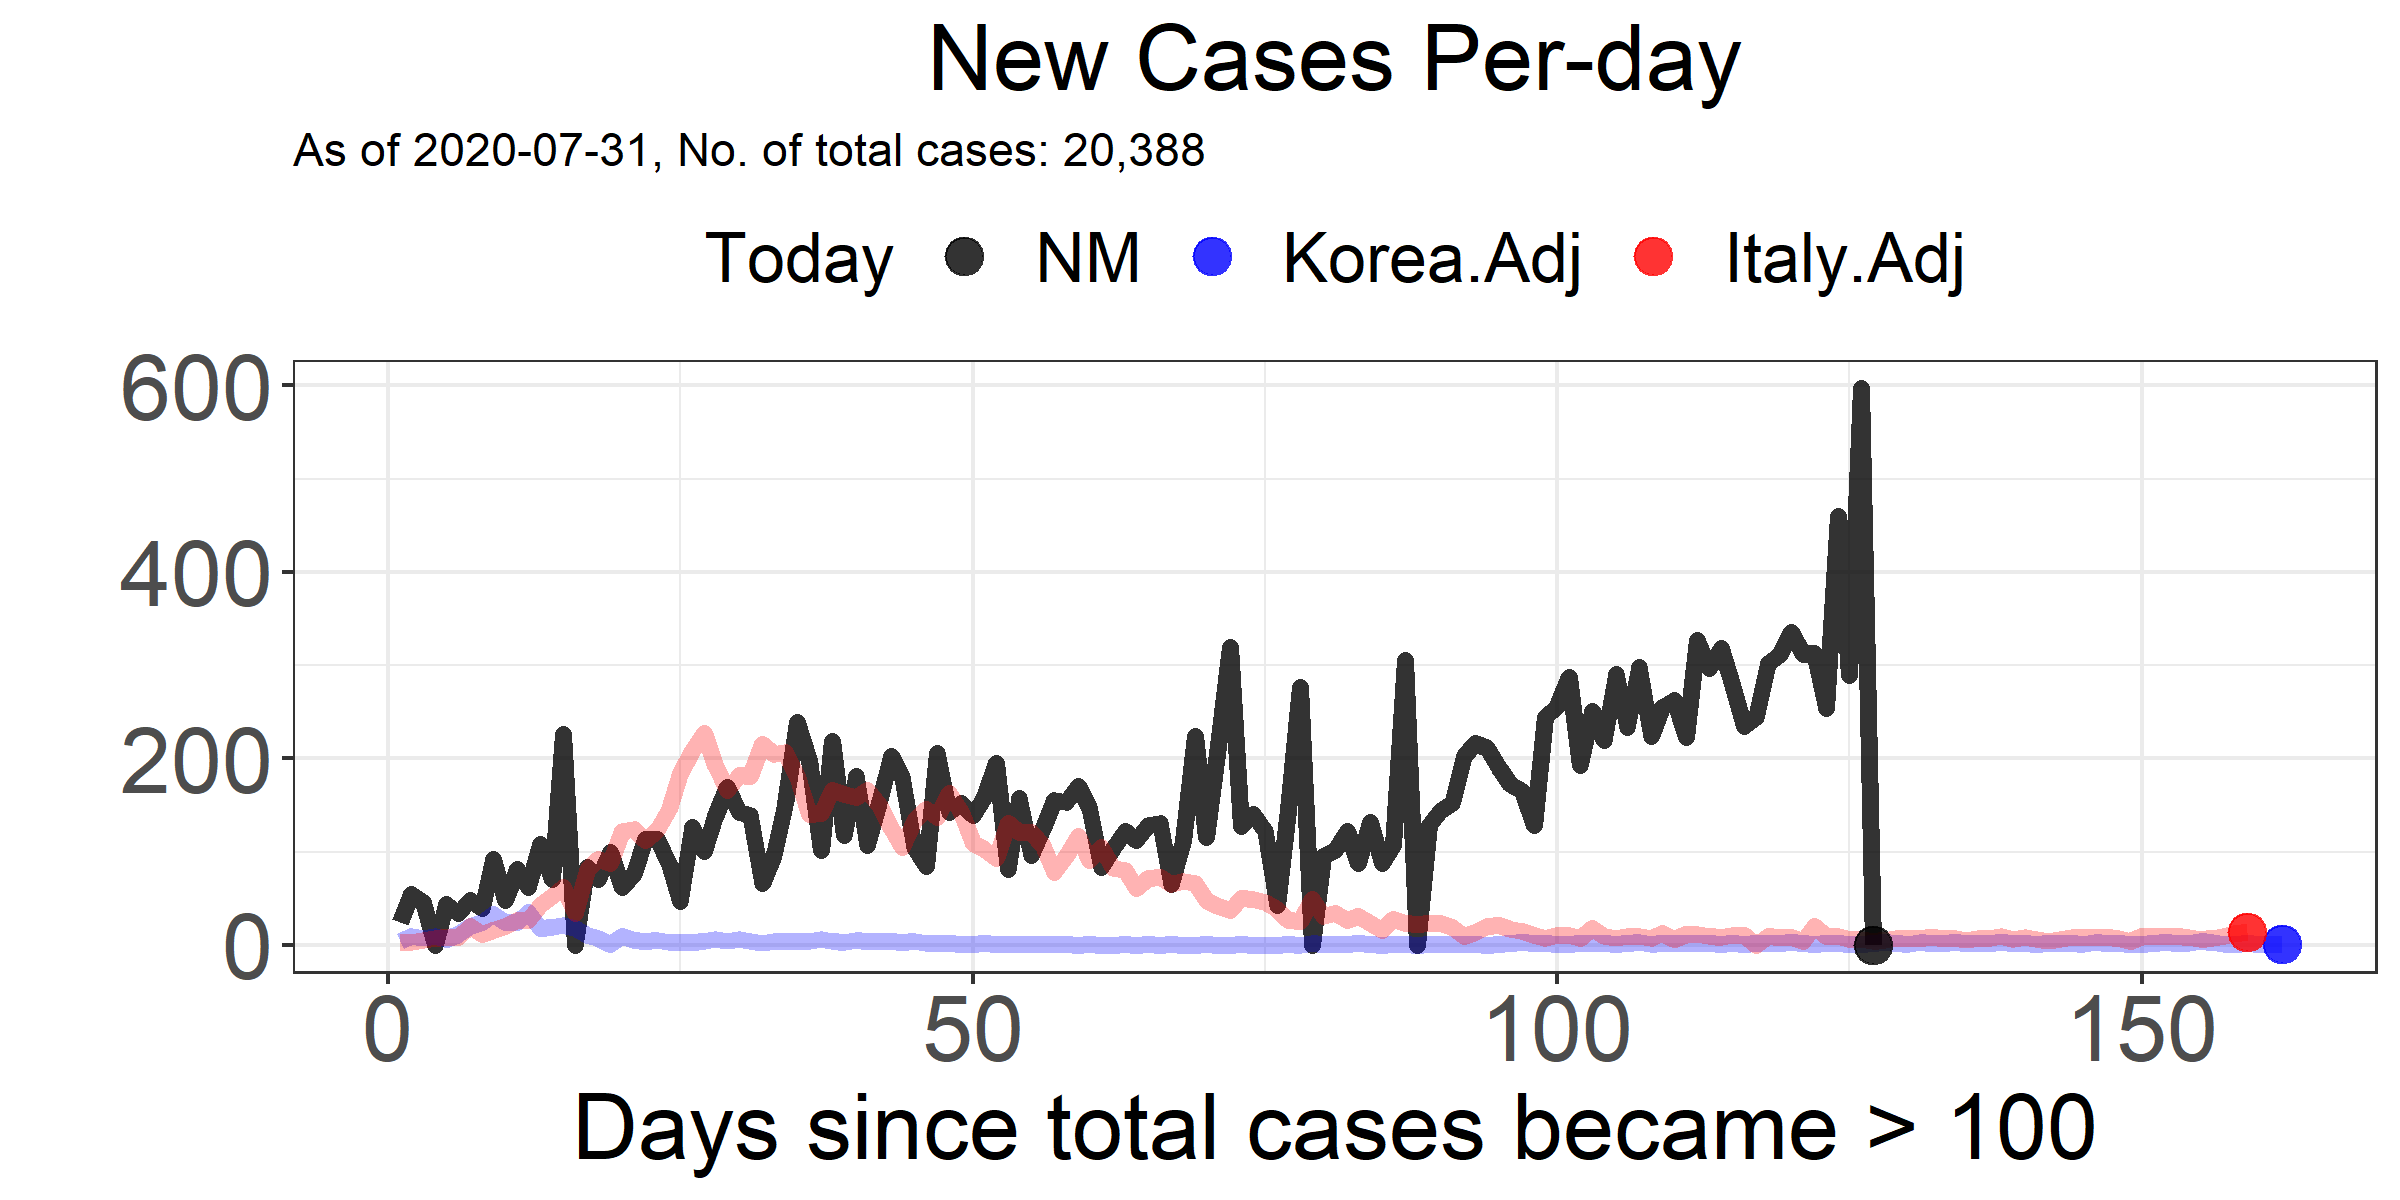 New Cases Per-day
As of 2020-07-31, No. of total cases: 20,388
Today NM Korea.Adj Italy.Adj
600
400
200
0
0 50 100 150
Days since total cases became > 100